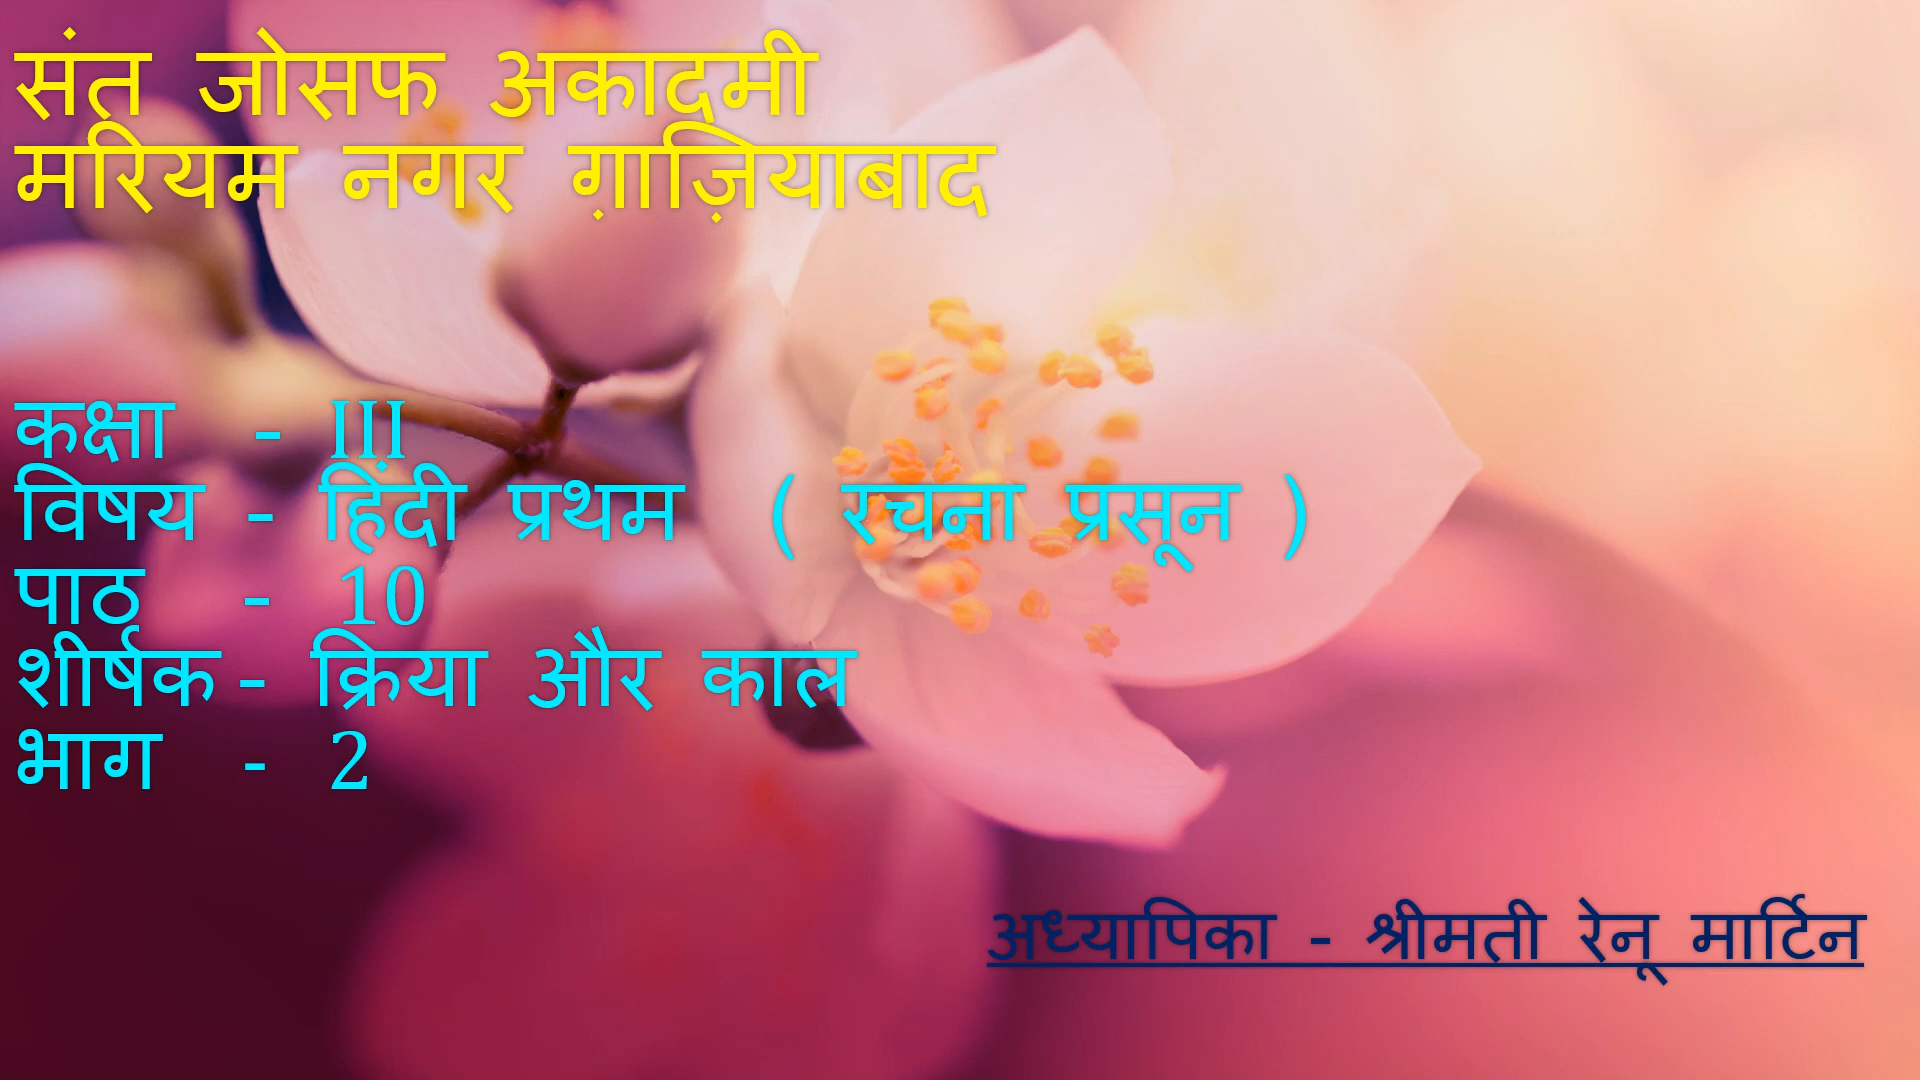 संत जोसफ अकादमी
मरियम नगर ग़ाज़ियाबाद
कक्षा - III
विषय - हिंदी प्रथम ( रचना प्रसून )
पाठ - 10
शीर्षक - क्रिया और काल
भाग - 2
अध्यापिका - श्रीमती रेनू मार्टिन